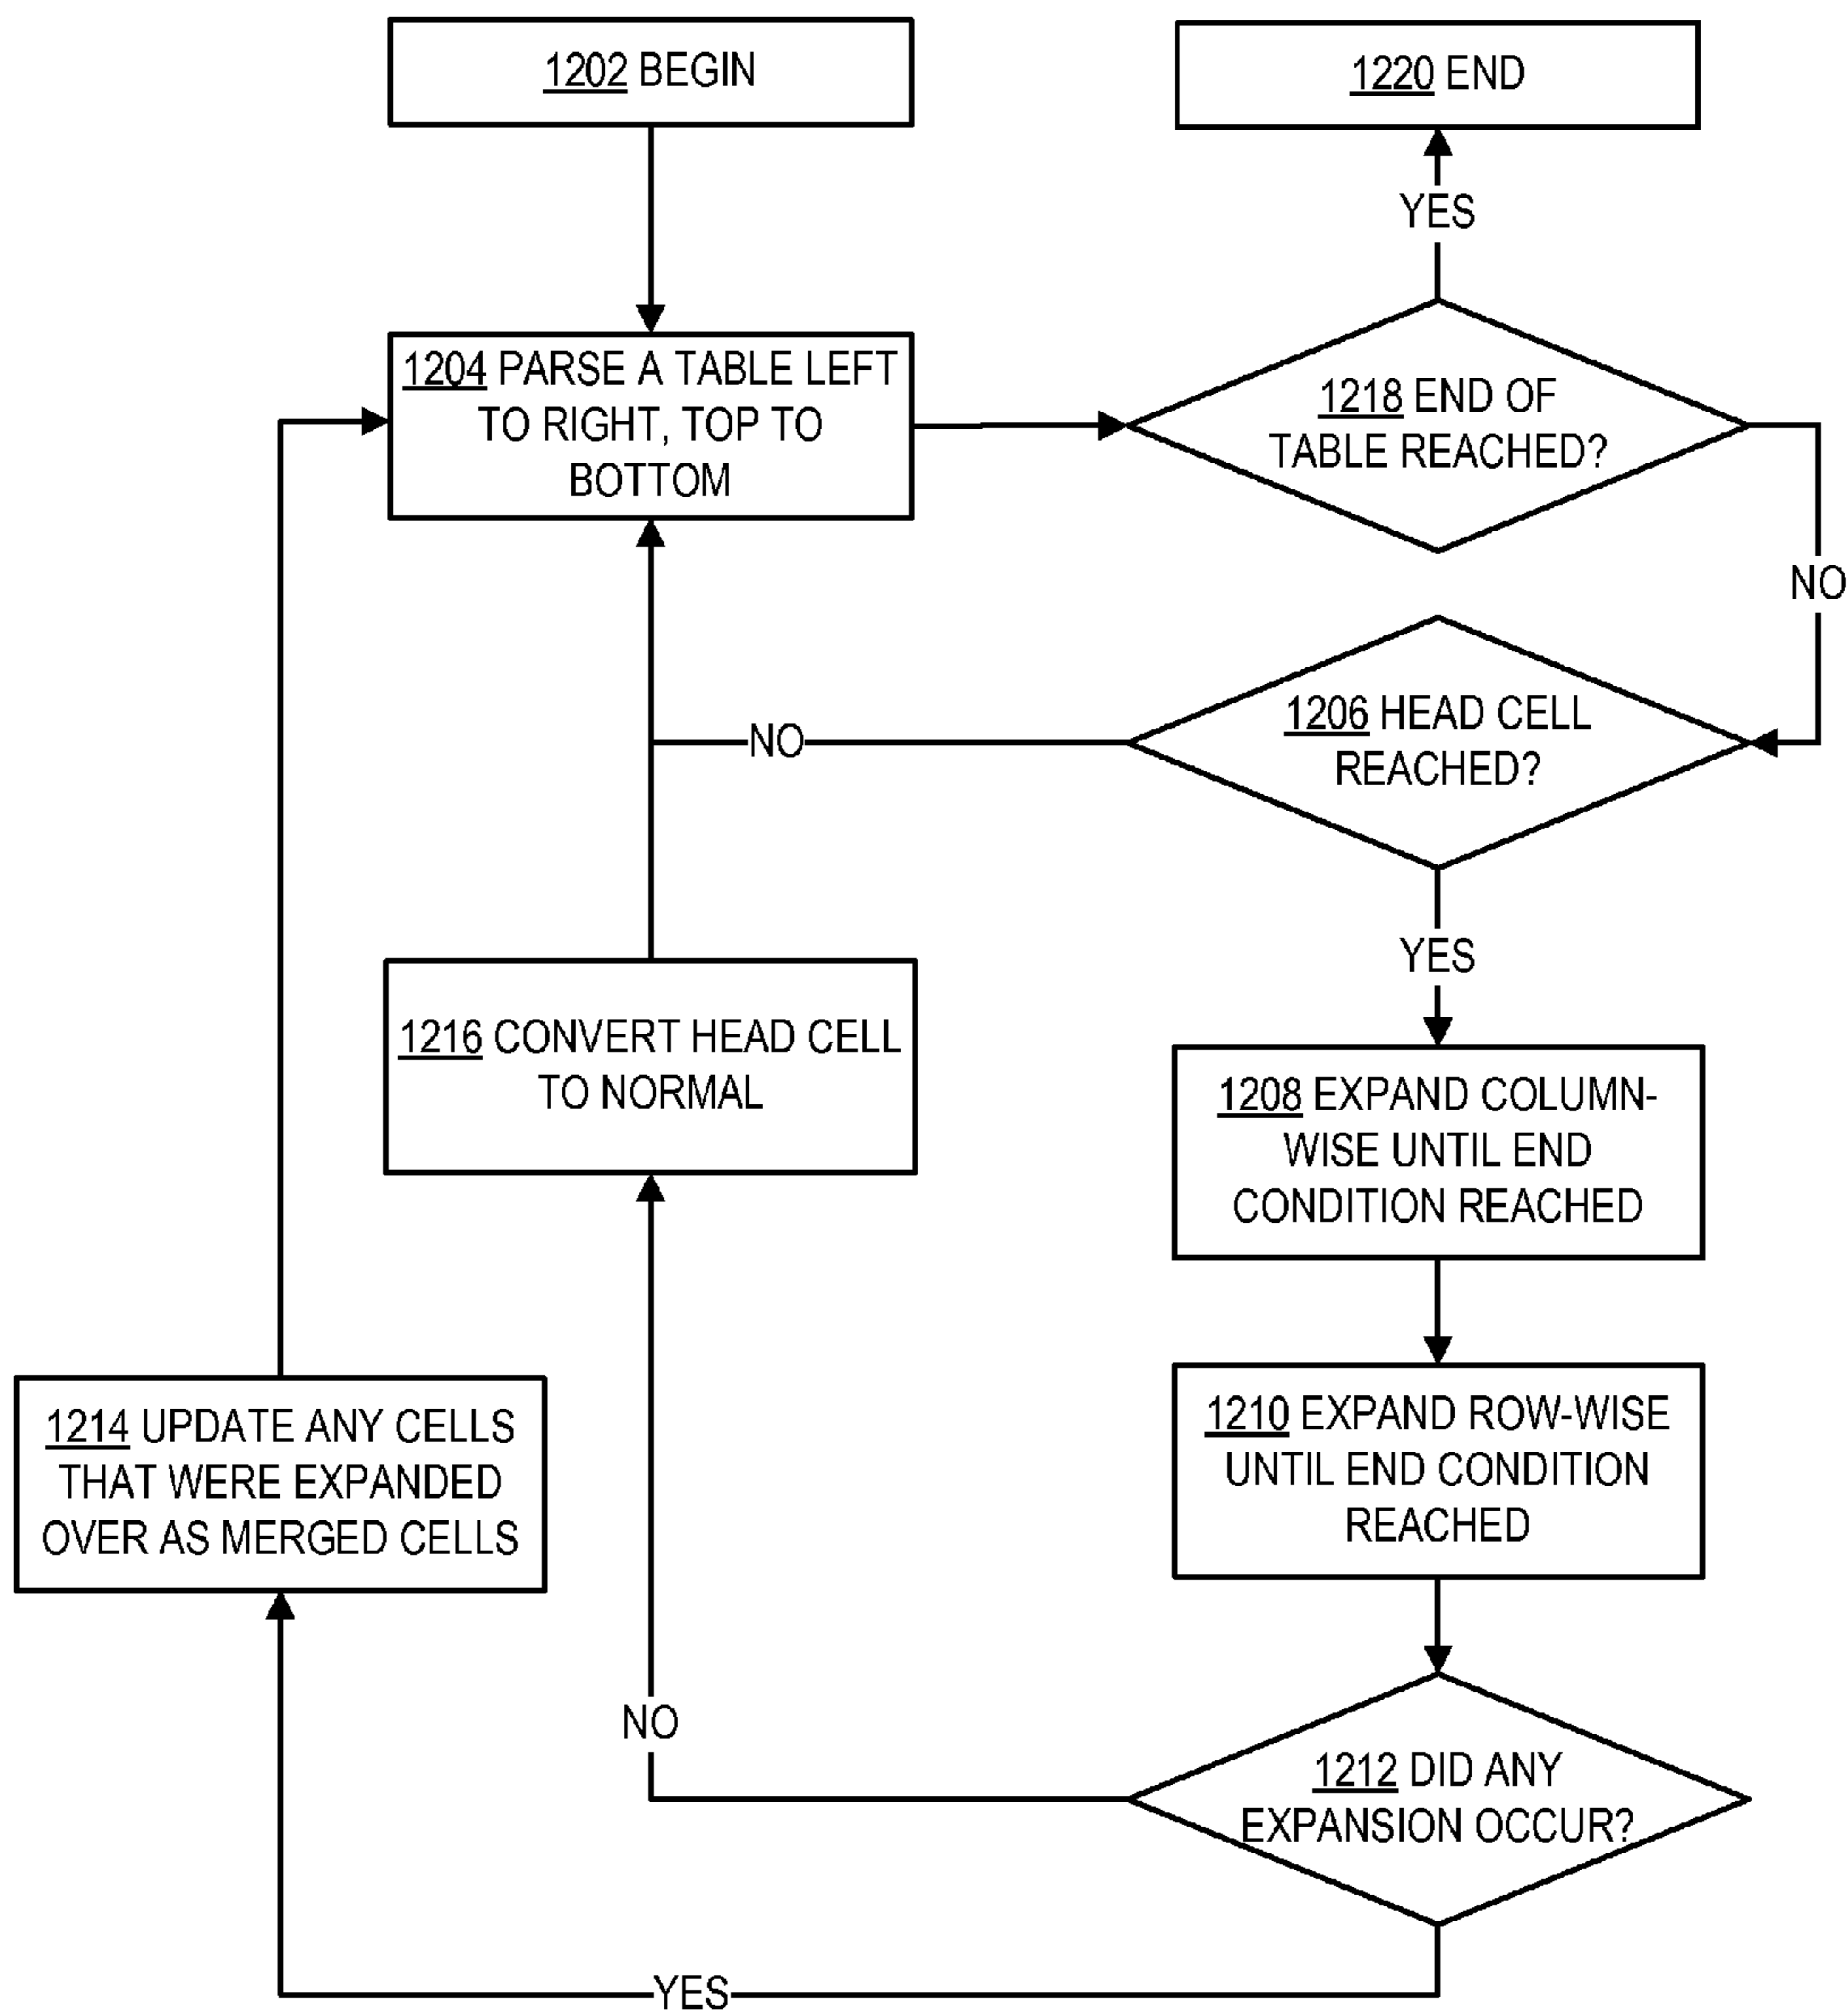 1202 BEGIN
1220 END
YES
1204 PARSE A TABLE LEFT
TO RIGHT, TOP TO
BOTTOM
1218 END OF
TABLE REACHED?
NO
1206 HEAD CELL
REACHED?
NO
YES
1216 CONVERT HEAD CELL
TO NORMAL
1208 EXPAND COLUMN-
WISE UNTIL END
CONDITION REACHED
1214 UPDATE ANY CELLS
THAT WERE EXPANDED
OVER AS MERGED CELLS
1210 EXPAND ROW-WISE
UNTIL END CONDITION
REACHED
NO
1212 DID ANY
EXPANSION OCCUR?
YES